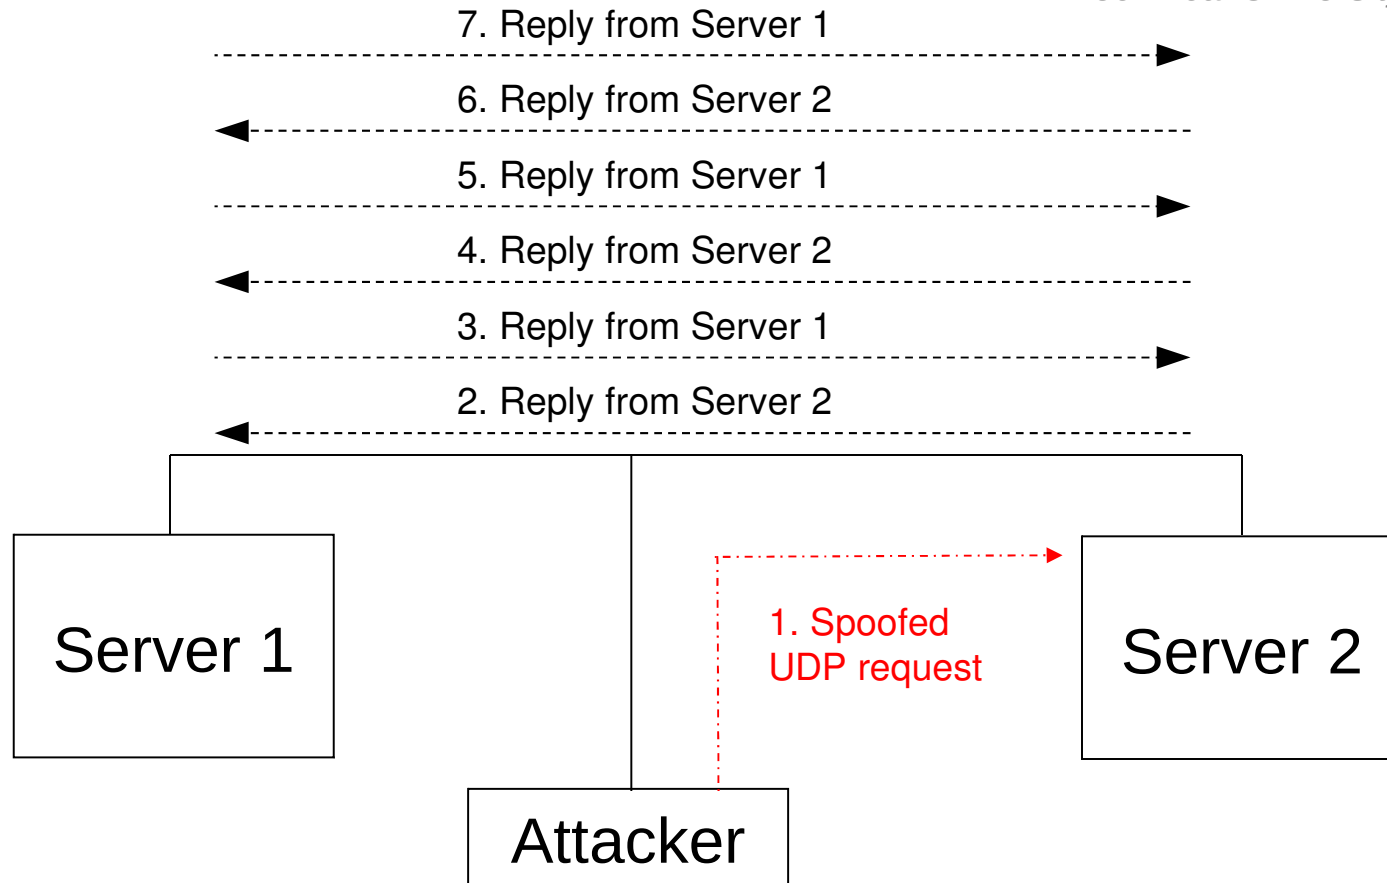 7. Reply from Server 1
6. Reply from Server 2
5. Reply from Server 1
4. Reply from Server 2
3. Reply from Server 1
2. Reply from Server 2
Server 1
1. Spoofed
UDP request
Server 2
Attacker